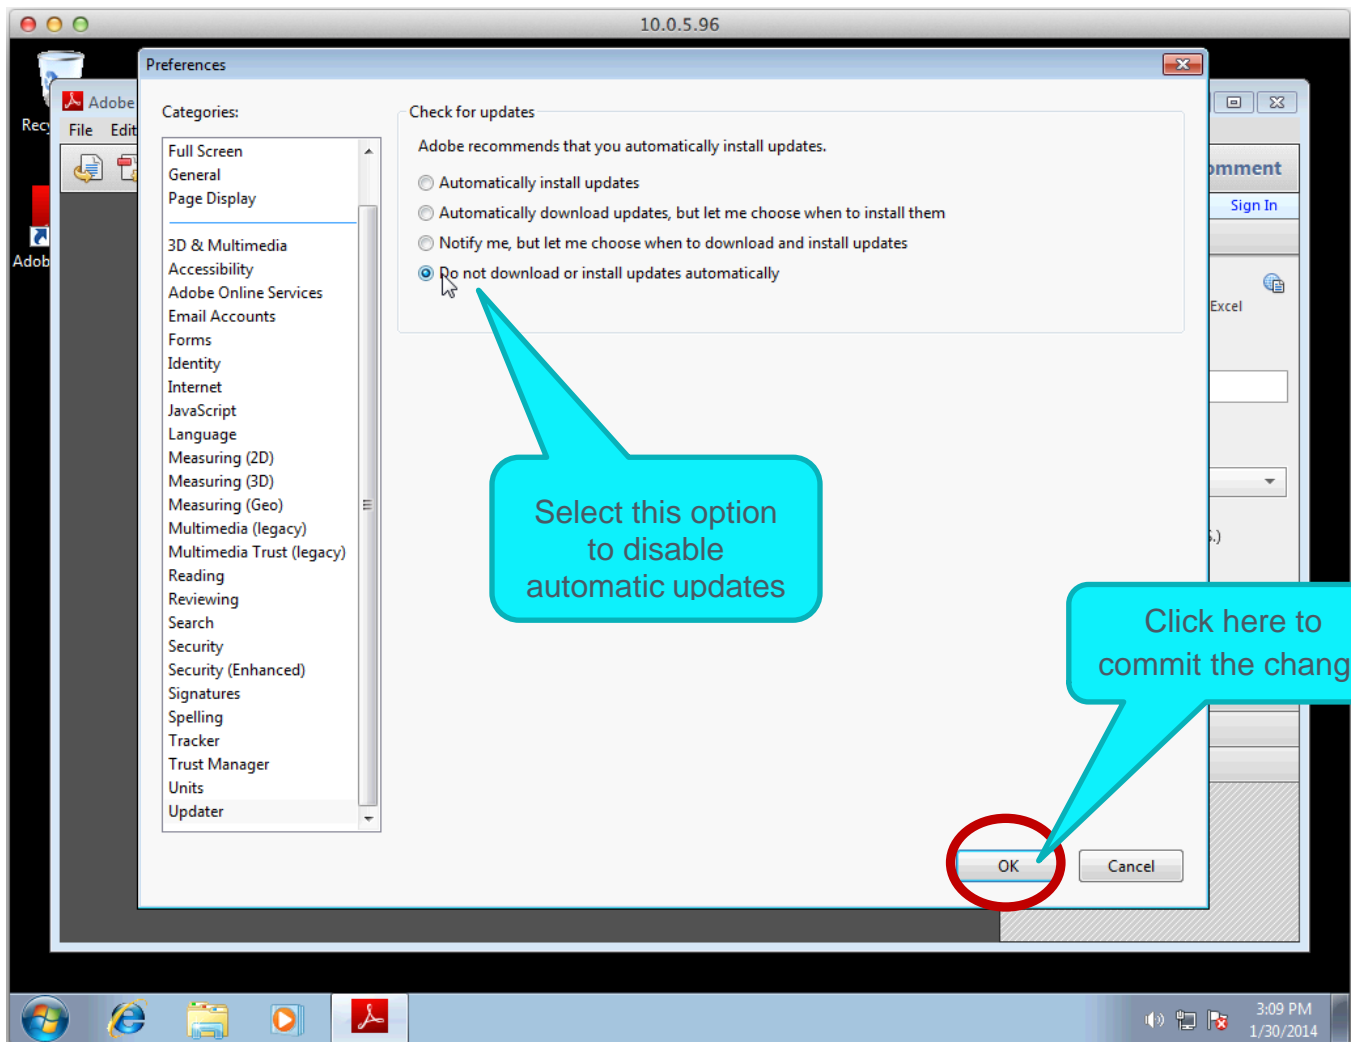 10.0.5.96
Preferences
Adobe
Categories:
Check for updates
File Edit
Full Screen
General
Page Display
3D & Multimedia
Accessibility
Adobe Online Services
Email Accounts
Forms
Identity
Internet
JavaScript
Language
Measuring (2D)
Measuring (3D)
Measuring (Geo)
Multimedia (legacy)
Multimedia Trust (legacy)
Reading
Reviewing
Search
Security
Security (Enhanced)
Signatures
Spelling
Tracker
Trust Manager
Units
Updater
Adobe recommends that you automatically install updates.
Automatically install updates
Automatically download updates, but let me choose when to install them
Notify me, but let me choose when to download and install updates
Do not download or install updates automatically
Select this option
to disable
automatic updates
Click here to
commit the chang
OK
Cancel
omment
Sign In
Excel
Recy
Adob
3:09 PM
1/30/2014